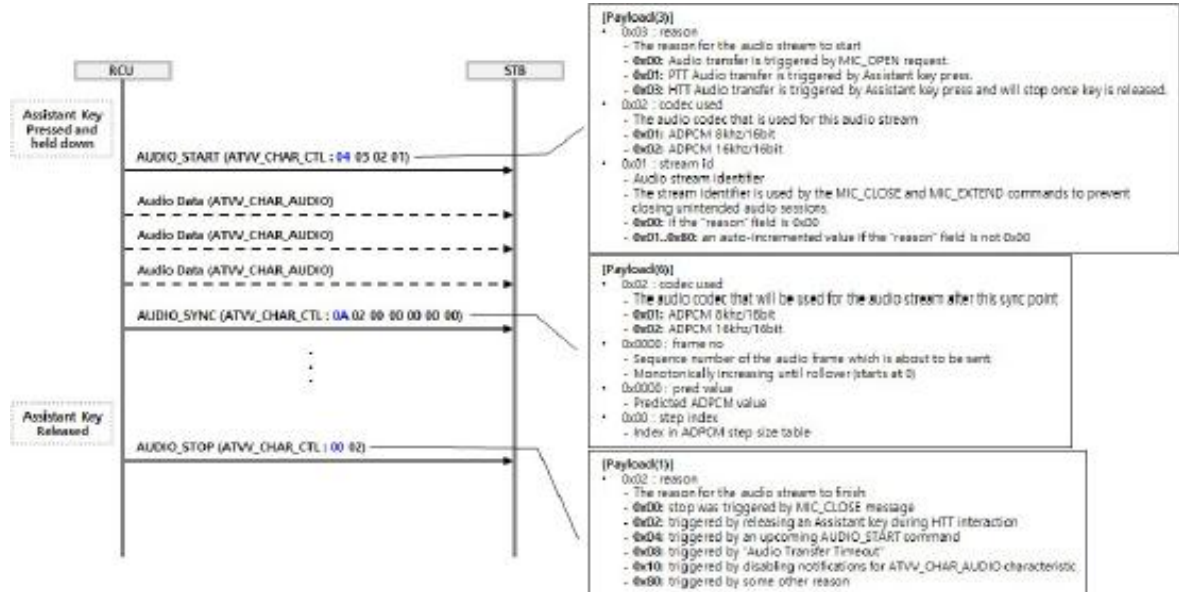 RCU
STB
Assistant Key
Pressed and
held down
AUDIO_START (ATVV_CHAR_CTL : 04 03 02 01)
Audio Data (ATVV_CHAR_AUDIO)
Audio Data (ATVV_CHAR_AUDIO)
Audio Data (ATVV_CHAR_AUDIO)
AUDIO_SYNC (ATVV_CHAR_CTL : 0A 02 00 00 00 00 00)
Assistant Key
Released
AUDIO_STOP (ATVV_CHAR_CTL : 00 02)
[Payload(3)]
• 0x03 : reason
- The reason for the audio stream to start
- 0x00: Audio transfer is triggered by MIC_OPEN request.
- 0x01: PTT Audio transfer is triggered by Assistant key press.
- 0x03: HTT Audio transfer is triggered by Assistant key press and will stop once key is released.
• 0x02 : codec used
- The audio codec that is used for this audio stream
- 0x01: ADPCM 8khz/16bit
- 0x02: ADPCM 16khz/16bit
• 0x01 : stream id
- Audio stream identifier
- The stream identifier is used by the MIC_CLOSE and MIC_EXTEND commands to prevent
closing unintended audio sessions.
- 0x00: if the "reason" field is 0x00
- 0x01..0x80: an auto-incremented value if the "reason" field is not 0x00
[Payload(6)]
• 0x02 : codec used
- The audio codec that will be used for the audio stream after this sync point
- 0x01: ADPCM 8khz/16bit
- 0x02: ADPCM 16khz/16bit
• 0x0000 : frame no
- Sequence number of the audio frame which is about to be sent
- Monotonically increasing until rollover (starts at 0)
• 0x0000 : pred value
- Predicted ADPCM value
• 0x00 : step index
- Index in ADPCM step size table
[Payload(1)]
• 0x02 : reason
- The reason for the audio stream to finish
- 0x00: stop was triggered by MIC_CLOSE message
- 0x02: triggered by releasing an Assistant key during HTT interaction
- 0x04: triggered by an upcoming AUDIO_START command
- 0x08: triggered by "Audio Transfer Timeout"
- 0x10: triggered by disabling notifications for ATVV_CHAR_AUDIO characteristic
- 0x80: triggered by some other reason